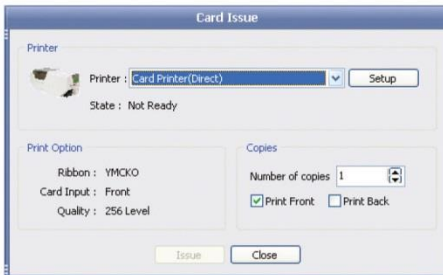 Card Issue
Printer
Printer : Card Printer(Direct)
Setup
State : Not Ready
Print Option
Ribbon : YMCKO
Card Input : Front
Quality : 256 Level
Copies
Number of copies 1
Print Front Print Back
Issue Close